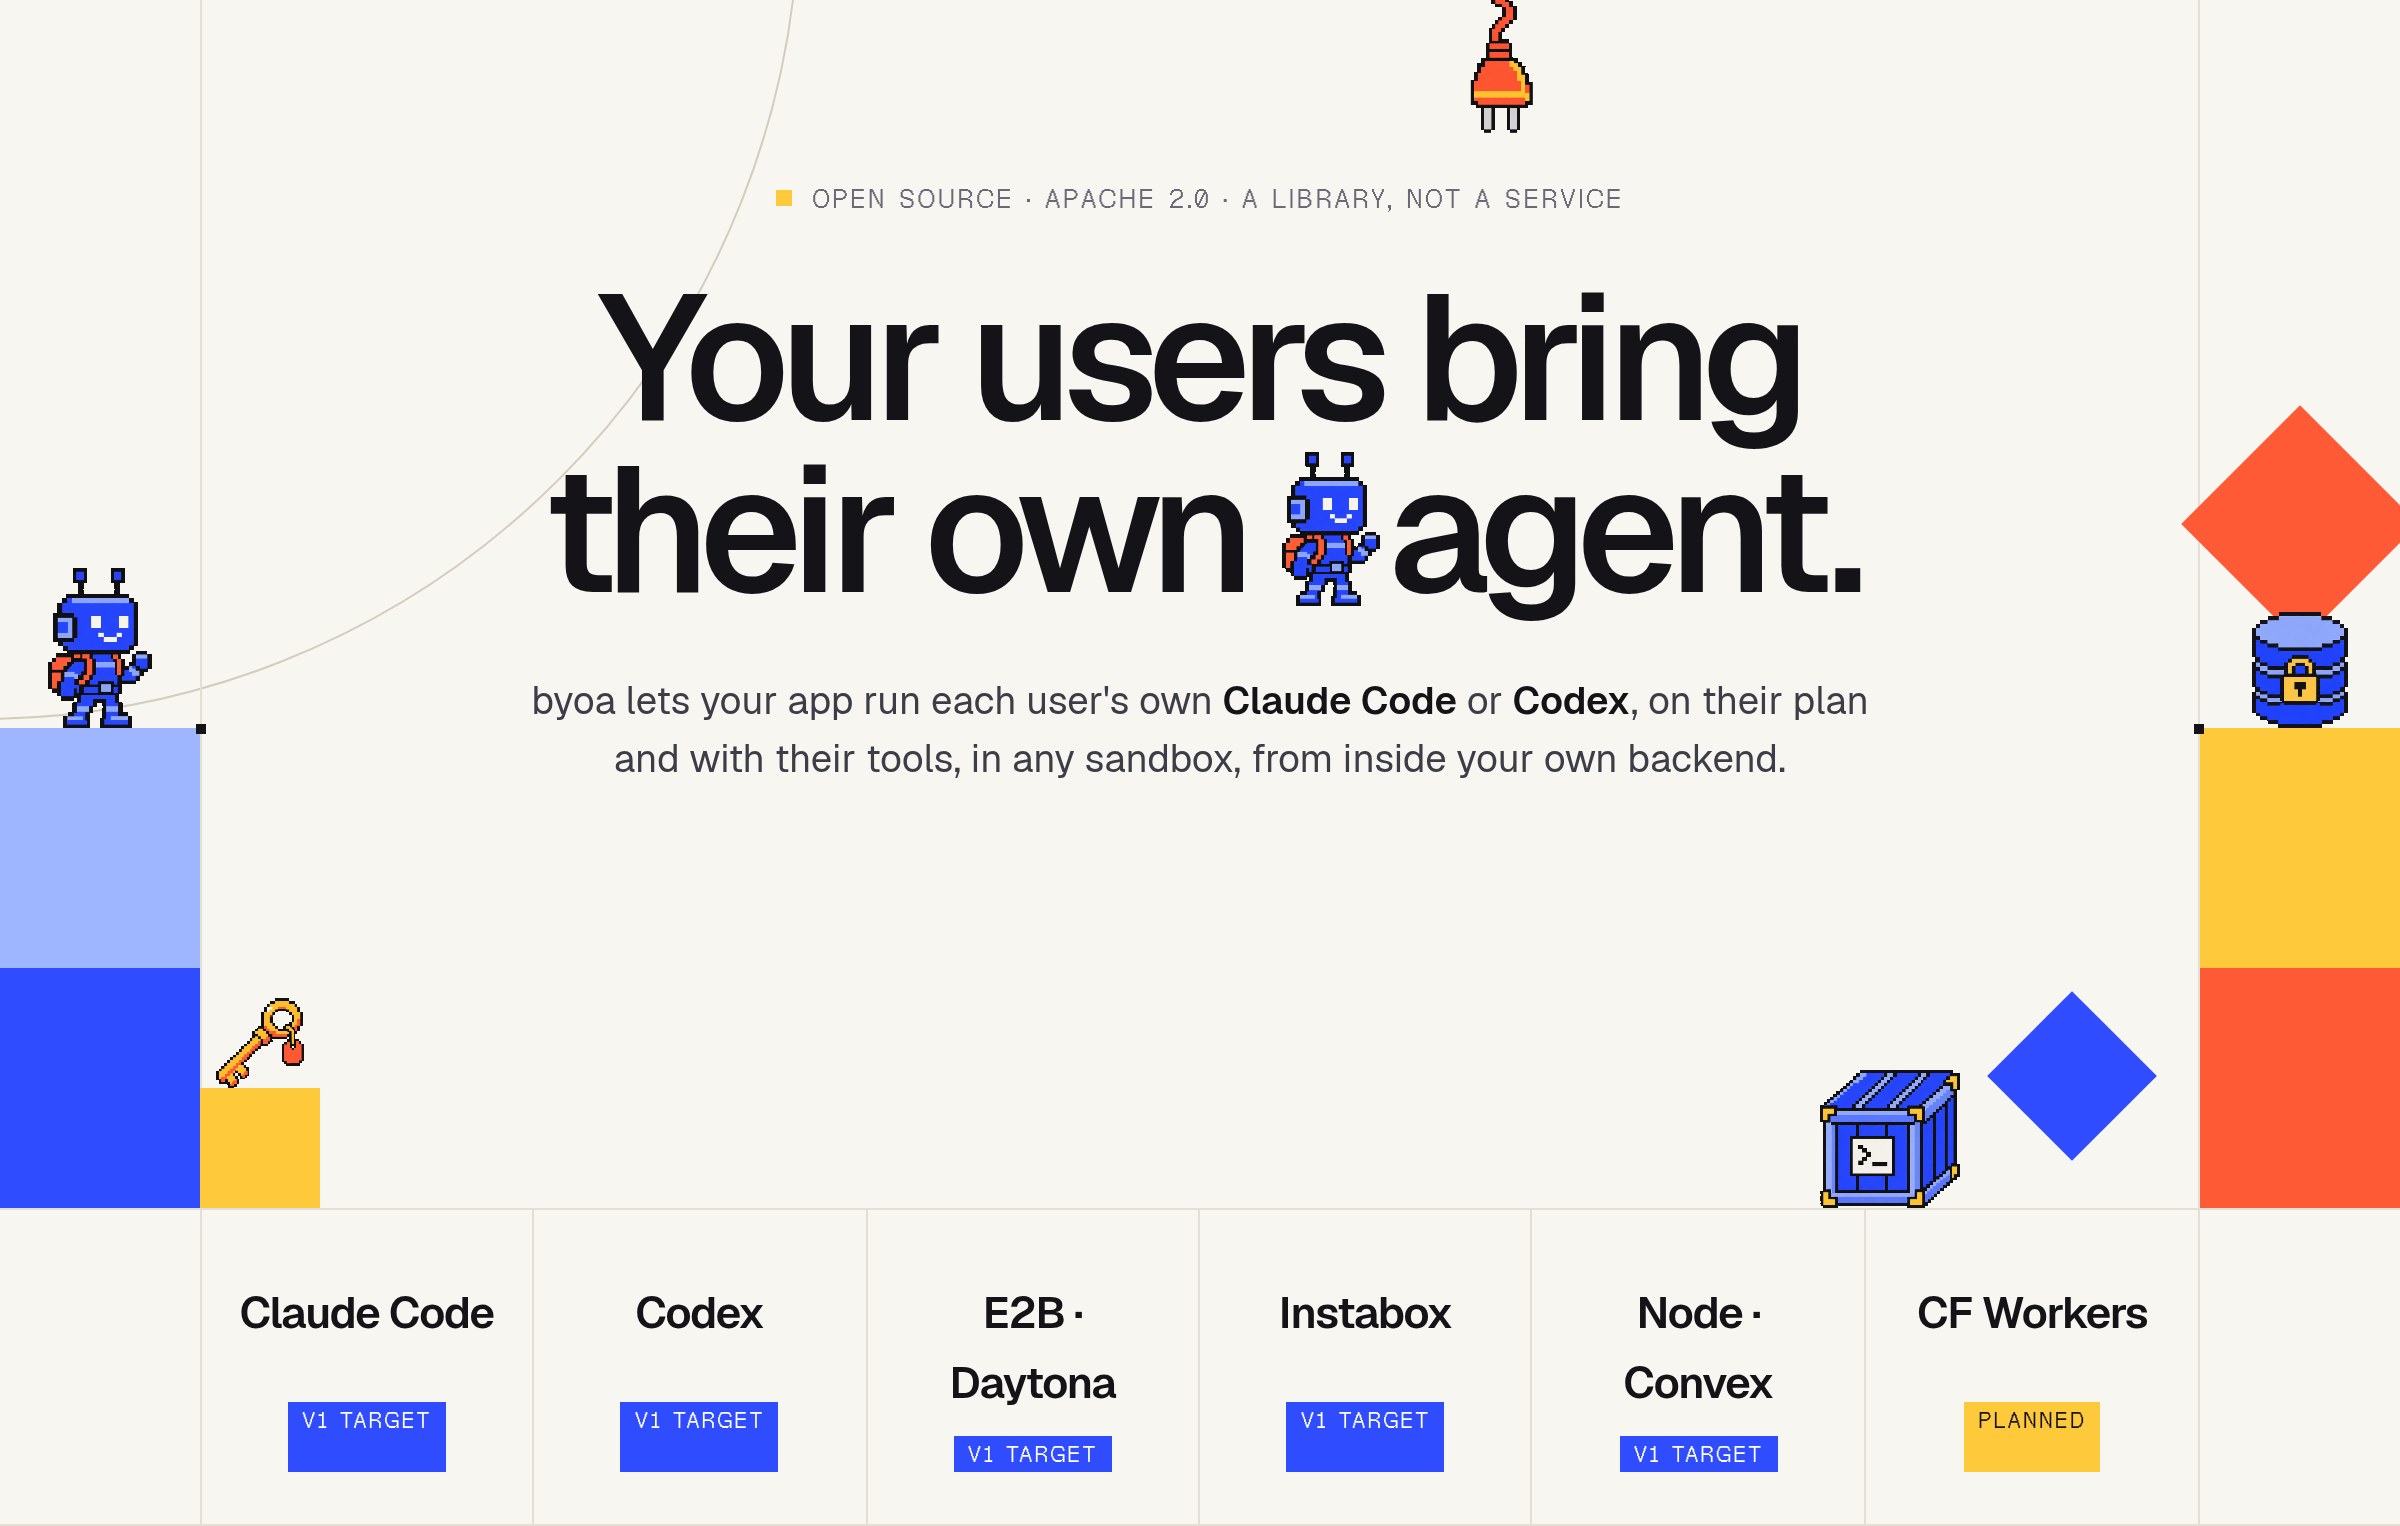 OPEN SOURCE · APACHE 2.0 · A LIBRARY, NOT A SERVICE
Your users bring
their own agent.
byoa lets your app run each user's own Claude Code or Codex, on their plan
and with their tools, in any sandbox, from inside your own backend.
>_
Claude Code
V1 TARGET
Codex
V1 TARGET
E2B ·
Daytona
V1 TARGET
Instabox
V1 TARGET
Node ·
Convex
V1 TARGET
CF Workers
PLANNED